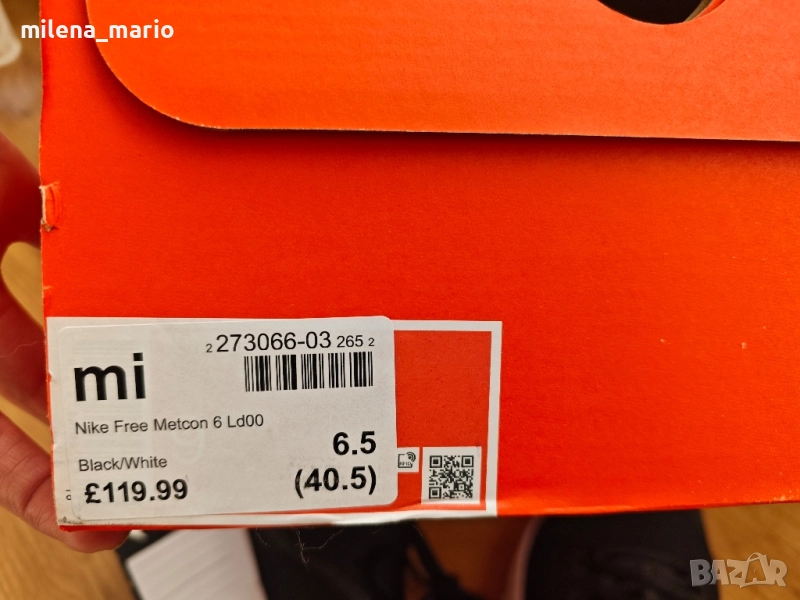 milena_mario
mi
2 273066-03 265 2
Nike Free Metcon 6 Ld00
6.5
Black/White
(40.5)
£119.99
BAZAR